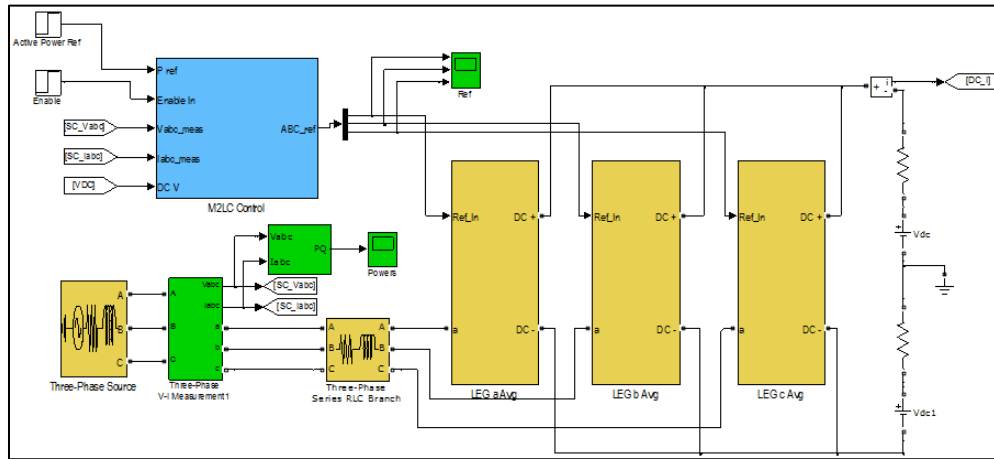 Active Power Ref
Enable
P ref
Enable In
[SC_Vabc]
Vabc_meas
[SC_Iabc]
Iabc_meas
[VDC]
DC V
ABC_ref
M2LC Control
Ref
[DC_I]
+
i
-
Ref_In
DC +
Ref_In
DC +
Ref_In
DC +
Vabc
Iabc
PQ
Powers
Vabc
Iabc
[SC_Vabc]
[SC_Iabc]
A
B
C
A
B
C
a
b
c
A
B
C
A
B
C
a
DC -
a
DC -
a
DC -
+
Vdc
+
Vdc1
Three-Phase Source
Three-Phase
V-I Measurement1
Three-Phase
Series RLC Branch
LEG a Avg
LEG b Avg
LEG c Avg